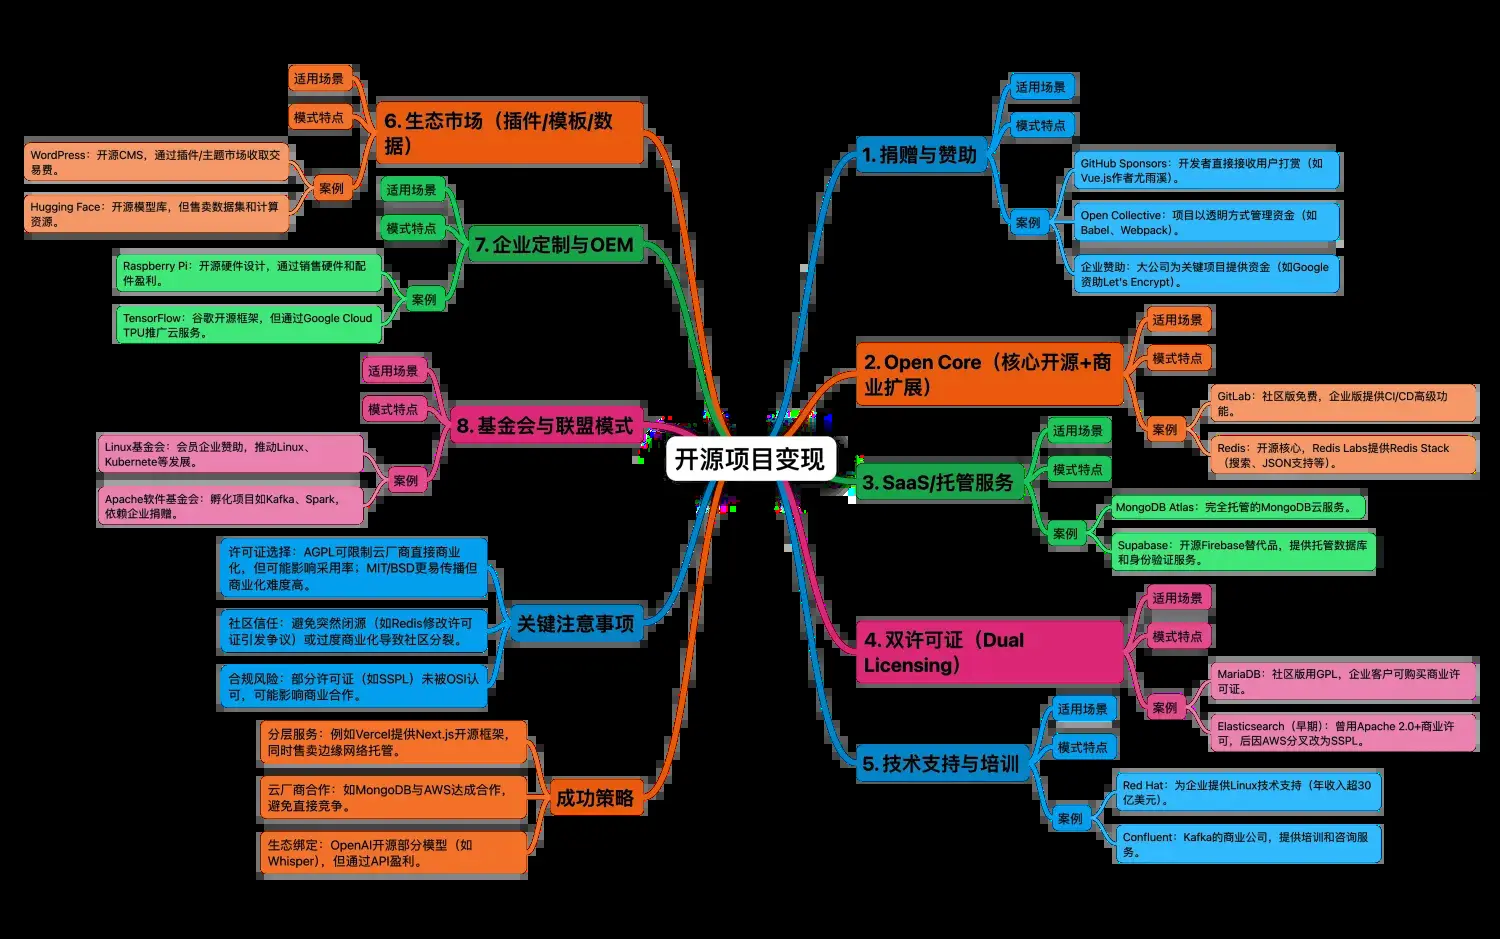 开源项目变现
1. 捐赠与赞助
适用场景
模式特点
案例
GitHub Sponsors：开发者直接接收用户打赏（如
Vue.js作者尤雨溪）。
Open Collective：项目以透明方式管理资金（如
Babel、Webpack）。
企业赞助：大公司为关键项目提供资金（如Google
资助Let's Encrypt）。
2. Open Core（核心开源+商
业扩展）
适用场景
模式特点
案例
GitLab：社区版免费，企业版提供CI/CD高级功
能。
Redis：开源核心，Redis Labs提供Redis Stack
（搜索、JSON支持等）。
3. SaaS/托管服务
适用场景
模式特点
案例
MongoDB Atlas：完全托管的MongoDB云服务。
Supabase：开源Firebase替代品，提供托管数据库
和身份验证服务。
4. 双许可证（Dual
Licensing）
适用场景
模式特点
案例
MariaDB：社区版用GPL，企业客户可购买商业许
可证。
Elasticsearch（早期）：曾用Apache 2.0+商业许
可，后因AWS分叉改为SSPL。
5. 技术支持与培训
适用场景
模式特点
案例
Red Hat：为企业提供Linux技术支持（年收入超30
亿美元）。
Confluent：Kafka的商业公司，提供培训和咨询服
务。
6. 生态市场（插件/模板/数
据）
适用场景
模式特点
案例
WordPress：开源CMS，通过插件/主题市场收取交
易费。
Hugging Face：开源模型库，但售卖数据集和计算
资源。
7. 企业定制与OEM
适用场景
模式特点
案例
Raspberry Pi：开源硬件设计，通过销售硬件和配
件盈利。
TensorFlow：谷歌开源框架，但通过Google Cloud
TPU推广云服务。
8. 基金会与联盟模式
适用场景
模式特点
案例
Linux基金会：会员企业赞助，推动Linux、
Kubernete等发展。
Apache软件基金会：孵化项目如Kafka、Spark，
依赖企业捐赠。
关键注意事项
许可证选择：AGPL可限制云厂商直接商业
化，但可能影响采用率；MIT/BSD更易传播但
商业化难度高。
社区信任：避免突然闭源（如Redis修改许可
证引发争议）或过度商业化导致社区分裂。
合规风险：部分许可证（如SSPL）未被OSI认
可，可能影响商业合作。
成功策略
分层服务：例如Vercel提供Next.js开源框架，
同时售卖边缘网络托管。
云厂商合作：如MongoDB与AWS达成合作，
避免直接竞争。
生态绑定：OpenAI开源部分模型（如
Whisper），但通过API盈利。